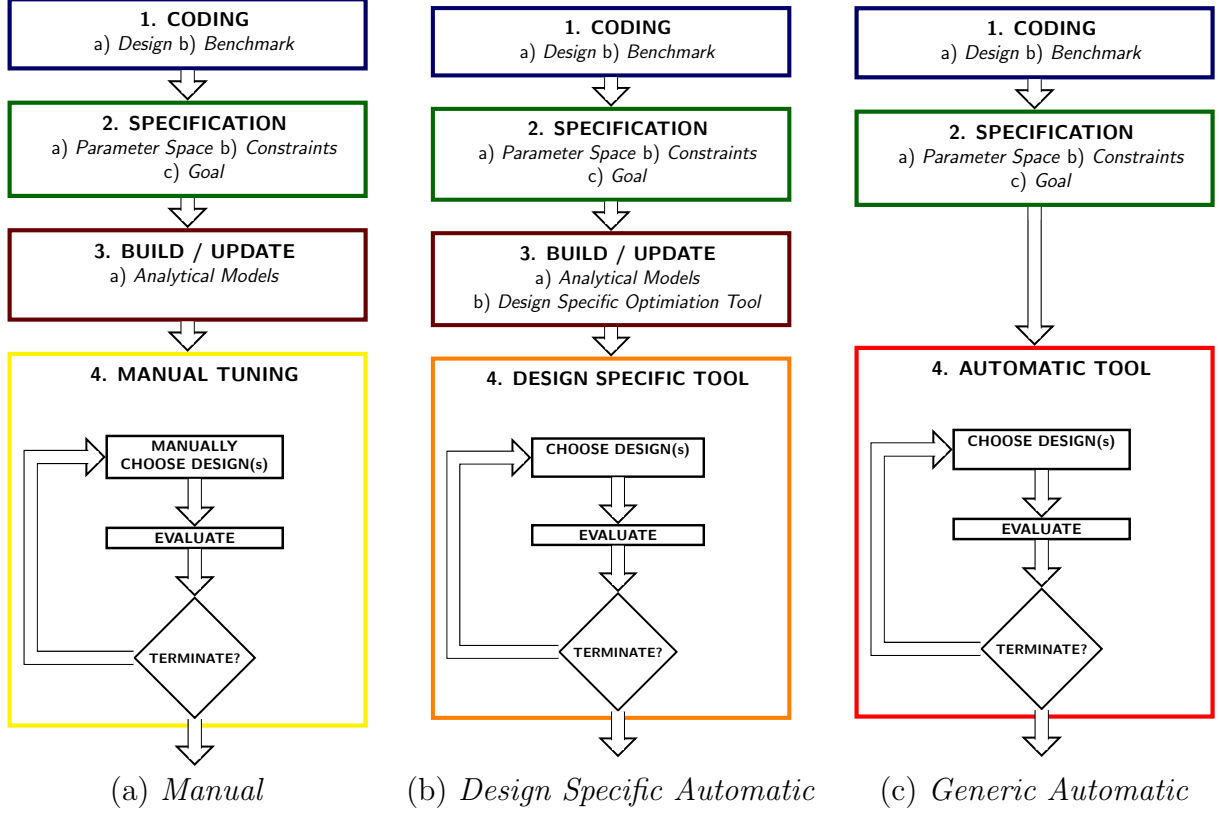 1. CODING
a) Design b) Benchmark
2. SPECIFICATION
a) Parameter Space b) Constraints
c) Goal
3. BUILD / UPDATE
a) Analytical Models
4. MANUAL TUNING
MANUALLY
CHOOSE DESIGN(s)
EVALUATE
TERMINATE?
(a) Manual
1. CODING
a) Design b) Benchmark
2. SPECIFICATION
a) Parameter Space b) Constraints
c) Goal
3. BUILD / UPDATE
a) Analytical Models
b) Design Specific Optimiation Tool
4. DESIGN SPECIFIC TOOL
CHOOSE DESIGN(s)
EVALUATE
TERMINATE?
(b) Design Specific Automatic
1. CODING
a) Design b) Benchmark
2. SPECIFICATION
a) Parameter Space b) Constraints
c) Goal
4. AUTOMATIC TOOL
CHOOSE DESIGN(s)
EVALUATE
TERMINATE?
(c) Generic Automatic